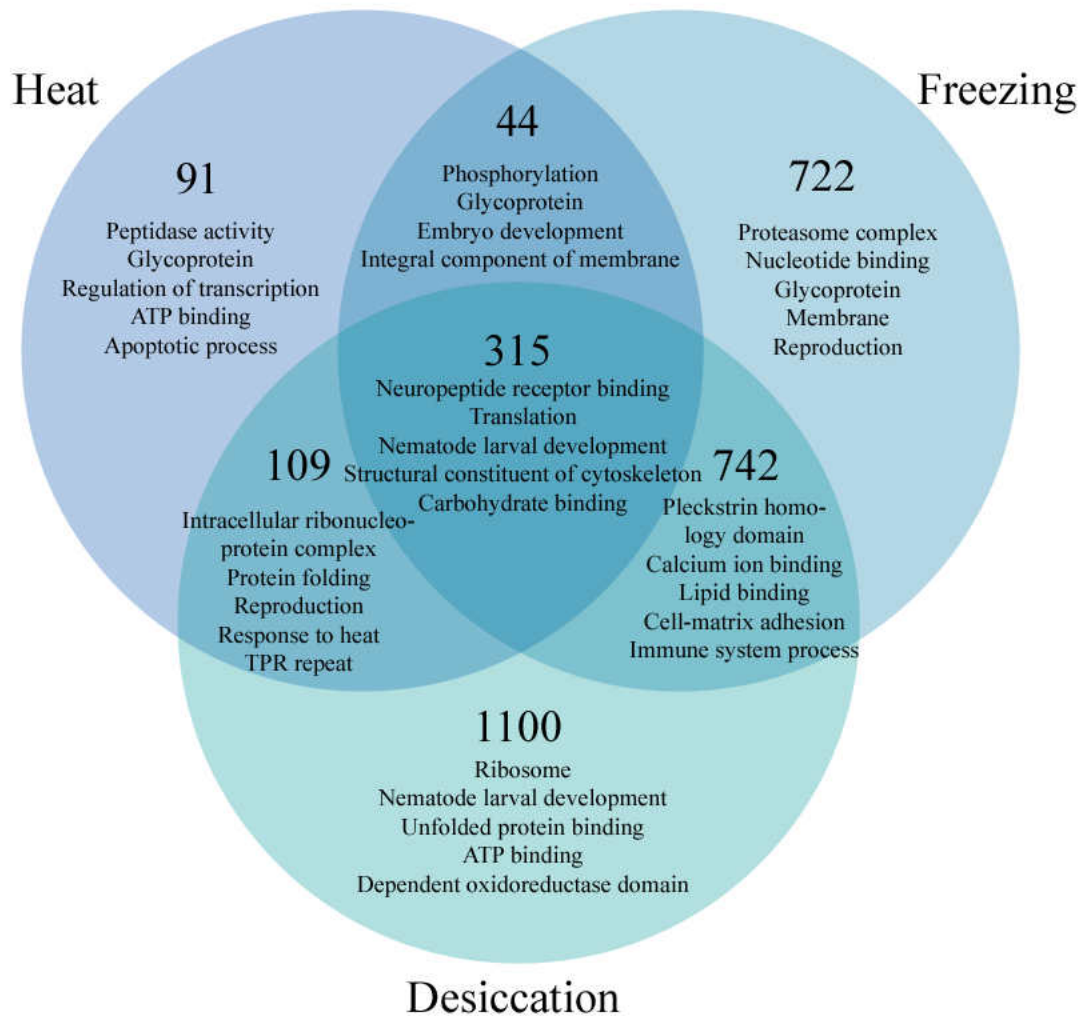 Heat
Freezing
44
Phosphorylation
Glycoprotein
Embryo development
Integral component of membrane
91
Peptidase activity
Glycoprotein
Regulation of transcription
ATP binding
Apoptotic process
722
Proteasome complex
Nucleotide binding
Glycoprotein
Membrane
Reproduction
315
Neuropeptide receptor binding
Translation
Nematode larval development
Structural constituent of cytoskeleton
Carbohydrate binding
109
Intracellular ribonucleo-
protein complex
Protein folding
Reproduction
Response to heat
TPR repeat
742
Pleckstrin homo-
logy domain
Calcium ion binding
Lipid binding
Cell-matrix adhesion
Immune system process
1100
Ribosome
Nematode larval development
Unfolded protein binding
ATP binding
Dependent oxidoreductase domain
Desiccation